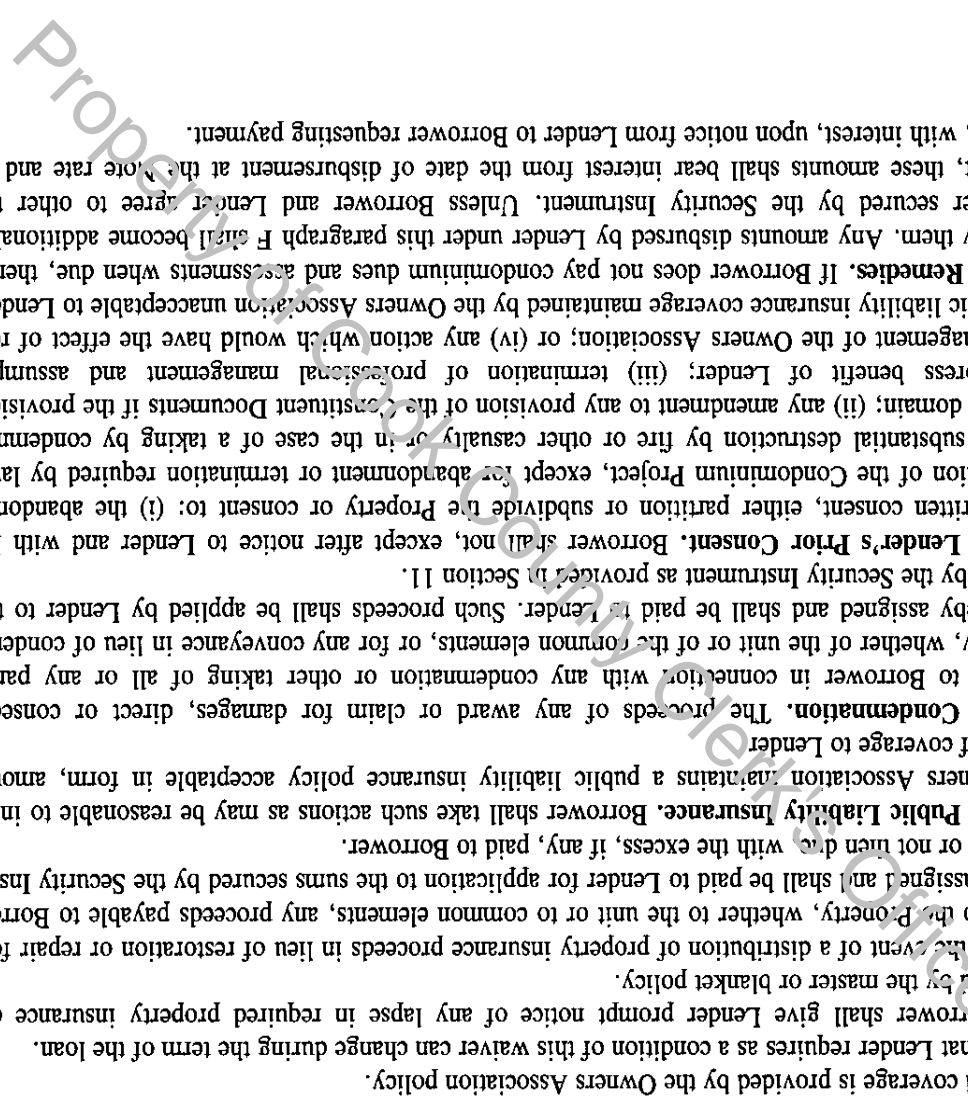 coverage is provided by the Owners Association policy.
hat Lender requires as a condition of this waiver can change during the term of the loan.
rrower shall give Lender prompt notice of any lapse in required property insurance
by the master or blanket policy.
the event of a distribution of property insurance proceeds in lieu of restoration or repair f
the Property, whether to the unit or to common elements, any proceeds payable to Borro
assigned and shall be paid to Lender for application to the sums secured by the Security Ins
or not then due, with the excess, if any, paid to Borrower.
Public Liability Insurance. Borrower shall take such actions as may be reasonable to in
ners Association maintains a public liability insurance policy acceptable in form, amou
f coverage to Lender
Condemnation. The proceeds of any award or claim for damages, direct or conseq
to Borrower in connection with any condemnation or other taking of all or any par
, whether of the unit or of the common elements, or for any conveyance in lieu of conden
by assigned and shall be paid to Lender. Such proceeds shall be applied by Lender to t
by the Security Instrument as provided in Section 11.
Lender's Prior Consent. Borrower shall not, except after notice to Lender and with
ritten consent, either partition or subdivide the Property or consent to: (i) the abandon
tion of the Condominium Project, except for abandonment or termination required by la
substantial destruction by fire or other casualty or in the case of a taking by condemn
domain; (ii) any amendment to any provision of the Constituent Documents if the provisi
press benefit of Lender; (iii) termination of professional management and assump
nagement of the Owners Association; or (iv) any action which would have the effect of r
ic liability insurance coverage maintained by the Owners Association unacceptable to Lende
Remedies. If Borrower does not pay condominium dues and assessments when due, then
them. Any amounts disbursed by Lender under this paragraph F shall become additional
er secured by the Security Instrument. Unless Borrower and Lender agree to other t
, these amounts shall bear interest from the date of disbursement at the Note rate and
, with interest, upon notice from Lender to Borrower requesting payment.
Property of Cook County Clerk's Office